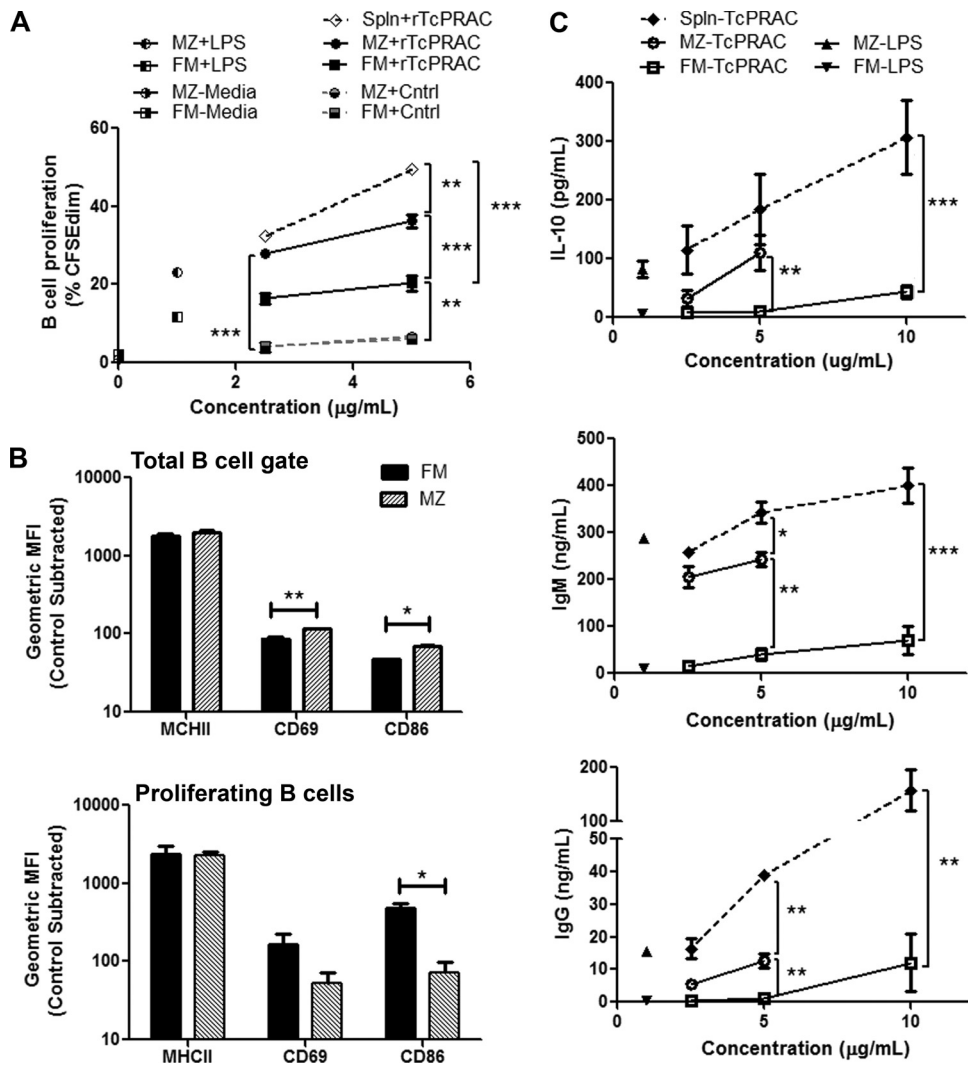 A
Spln+rTcPRAC
MZ+LPS
MZ+rTcPRAC
FM+LPS
FM+rTcPRAC
MZ-Media
MZ+Cntrl
FM-Media
FM+Cntrl
B cell proliferation
(% CFSEdim)
60
40
20
0
**
***
***
**
***
0 2 4 6
Concentration (μg/mL)
B
Total B cell gate
FM
MZ
Geometric MFI
(Control Subtracted)
10000
1000
100
10
**
*
MCHII CD69 CD86
Proliferating B cells
Geometric MFI
(Control Subtracted)
10000
1000
100
10
*
MHCII CD69 CD86
C
Spln-TcPRAC
MZ-TcPRAC
MZ-LPS
FM-TcPRAC
FM-LPS
IL-10 (pg/mL)
400
300
200
100
0
**
***
0 5 10
Concentration (ug/mL)
IgM (ng/mL)
500
400
300
200
100
0
*
**
***
0 5 10
Concentration (μg/mL)
IgG (ng/mL)
200
150
100
50
40
30
20
10
0
**
**
**
0 5 10
Concentration (μg/mL)